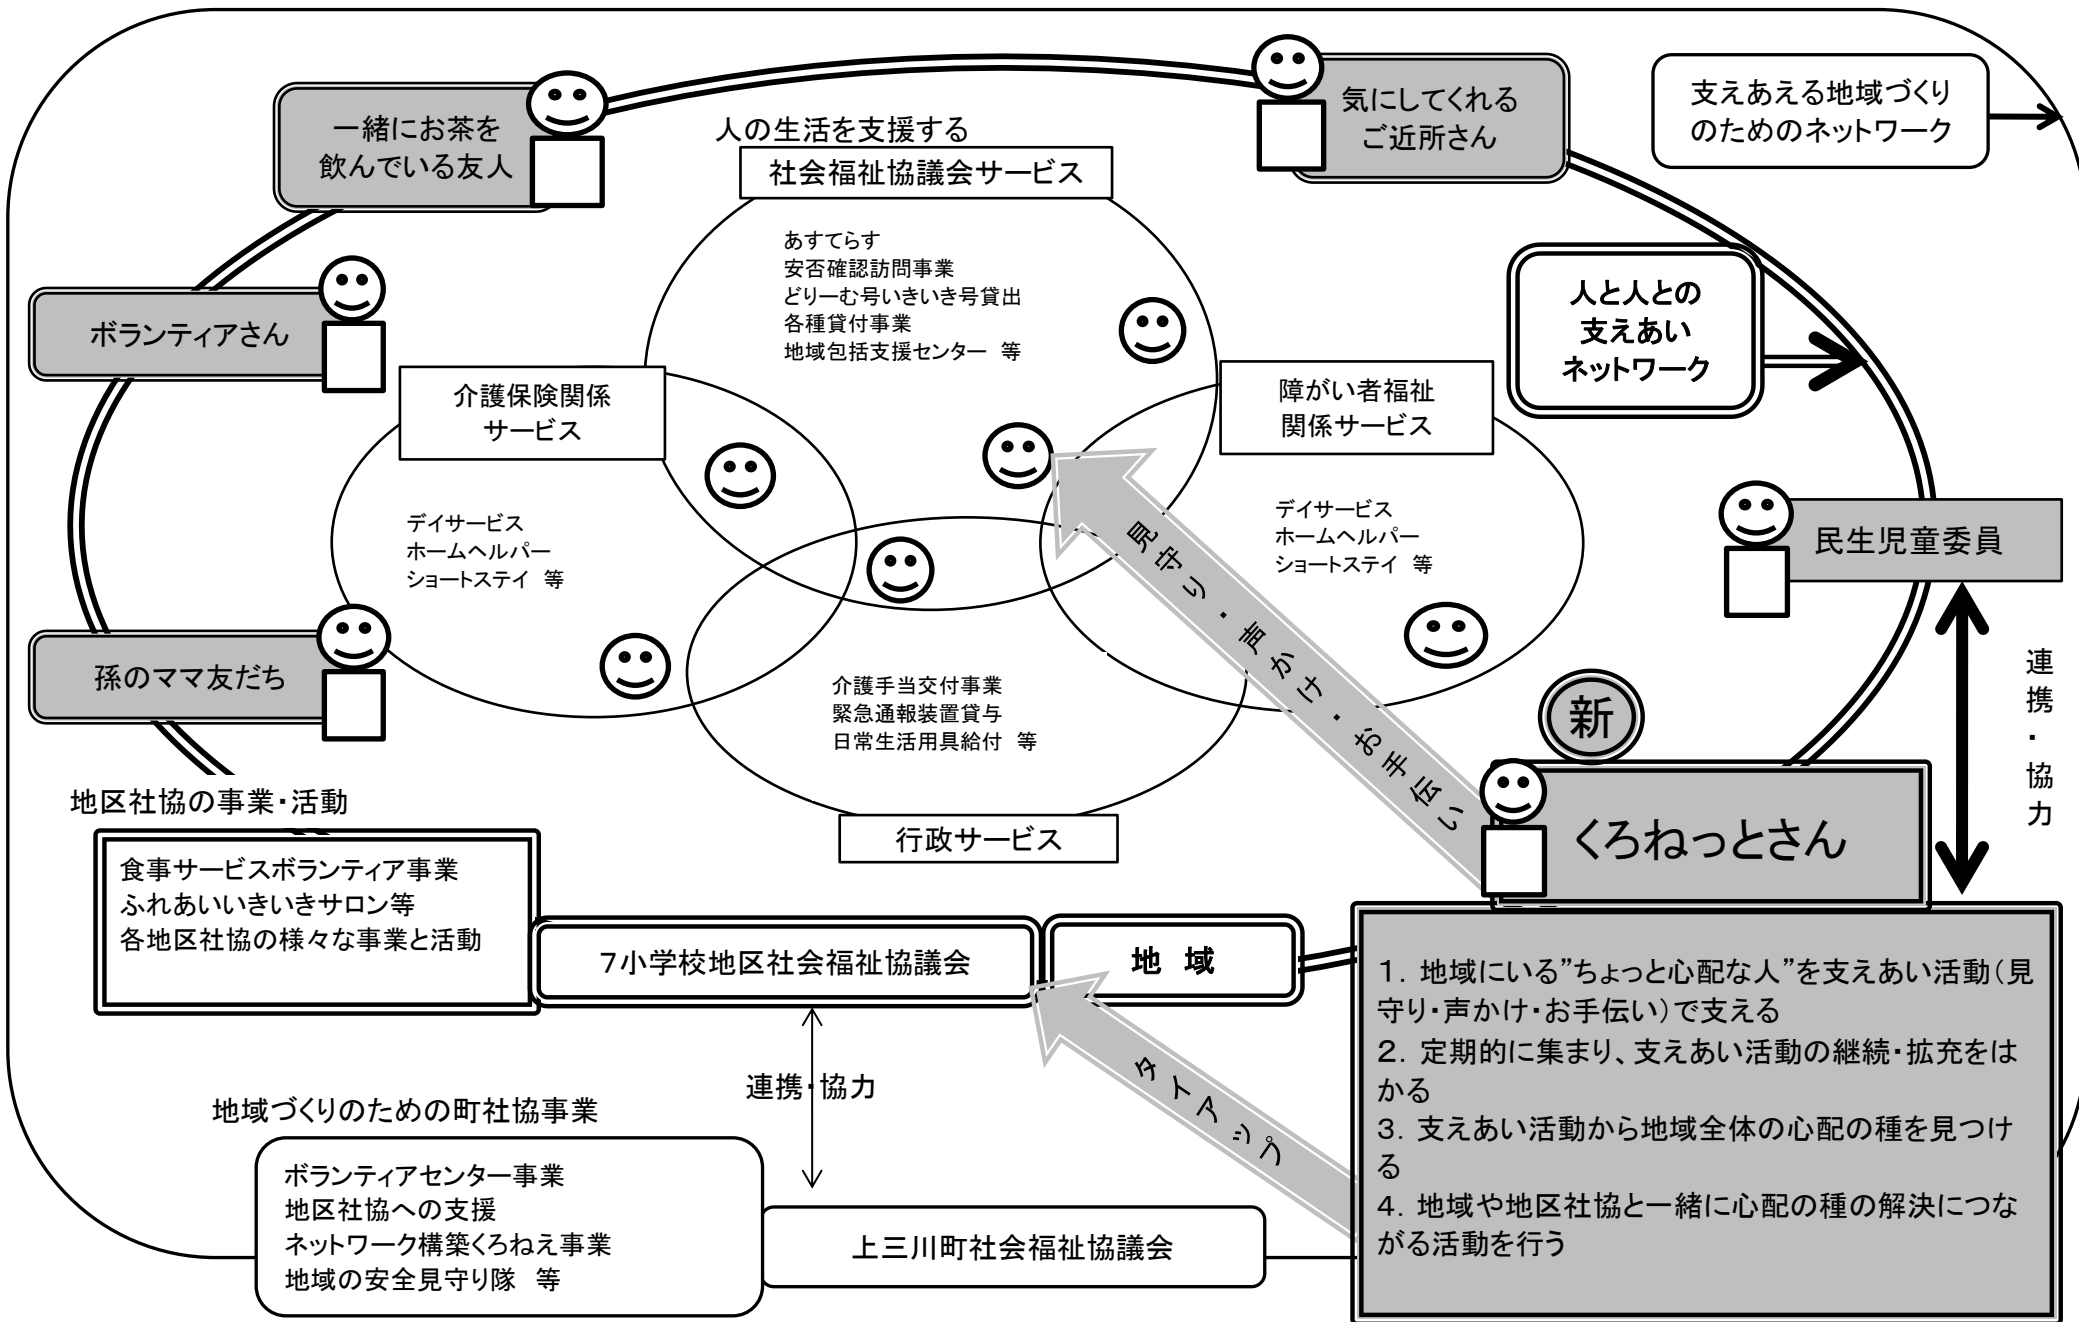 一緒にお茶を
飲んでいる友人
気にしてくれる
ご近所さん
支えあえる地域づくり
のためのネットワーク
人の生活を支援する
社会福祉協議会サービス
あすてらす
安否確認訪問事業
どりーむ号いきいき号貸出
各種貸付事業
地域包括支援センター 等
人と人との
支えあい
ネットワーク
ボランティアさん
介護保険関係
サービス
障がい者福祉
関係サービス
デイサービス
ホームヘルパー
ショートステイ 等
デイサービス
ホームヘルパー
ショートステイ 等
民生児童委員
見守り・声かけ・お手伝い
連携・協力
孫のママ友だち
介護手当交付事業
緊急通報装置貸与
日常生活用具給付 等
新
行政サービス
くろねっとさん
地区社協の事業・活動
食事サービスボランティア事業
ふれあいいきいきサロン等
各地区社協の様々な事業と活動
7小学校地区社会福祉協議会
地 域
1. 地域にいる”ちょっと心配な人”を支えあい活動(見
守り・声かけ・お手伝い)で支える
2. 定期的に集まり、支えあい活動の継続・拡充をは
かる
3. 支えあい活動から地域全体の心配の種を見つけ
る
4. 地域や地区社協と一緒に心配の種の解決につな
がる活動を行う
タイアップ
連携・協力
地域づくりのための町社協事業
ボランティアセンター事業
地区社協への支援
ネットワーク構築くろねえ事業
地域の安全見守り隊 等
上三川町社会福祉協議会